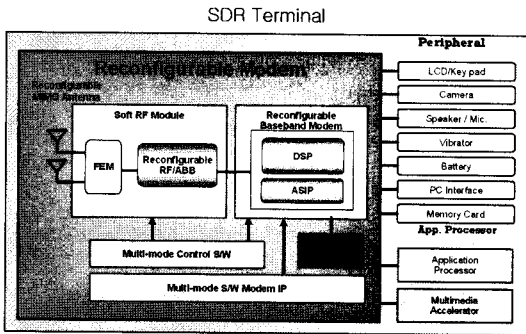 SDR Terminal
Peripheral
Reconfigurable Modem
Reconfigurable
Antenna
Soft RF Module
Reconfigurable
Baseband Modem
FEM
Reconfigurable
RF/ABB
DSP
ASIP
Multi-mode Control S/W
Multi-mode S/W Modem IP
LCD/Key pad
Camera
Speaker / Mic.
Vibrator
Battery
PC Interface
Memory Card
App. Processor
Application
Processor
Multimedia
Accelerator